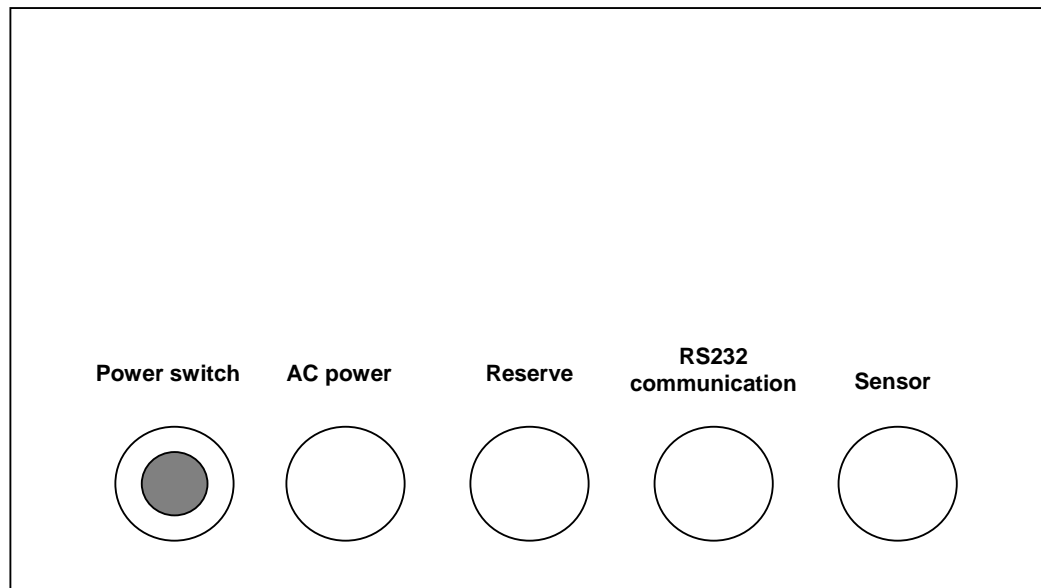 Power switch
AC power
Reserve
RS232
communication
Sensor